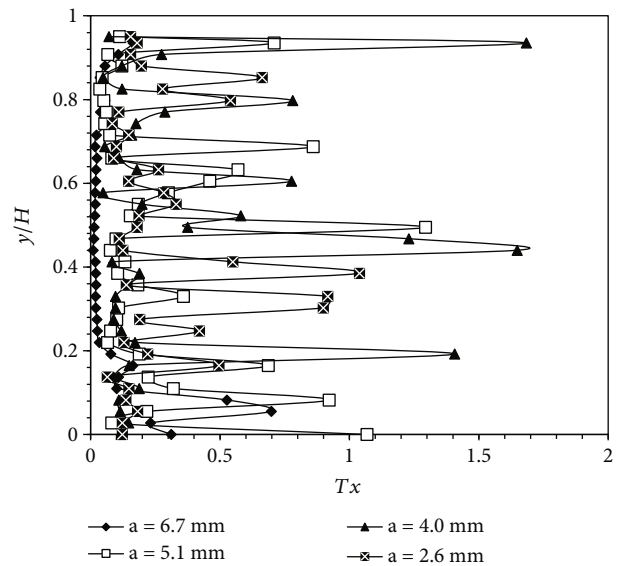 1
0.8
0.6
0.4
0.2
0
y/H
0 0.5 1 1.5 2
Tx
a = 6.7 mm
a = 5.1 mm
a = 4.0 mm
a = 2.6 mm